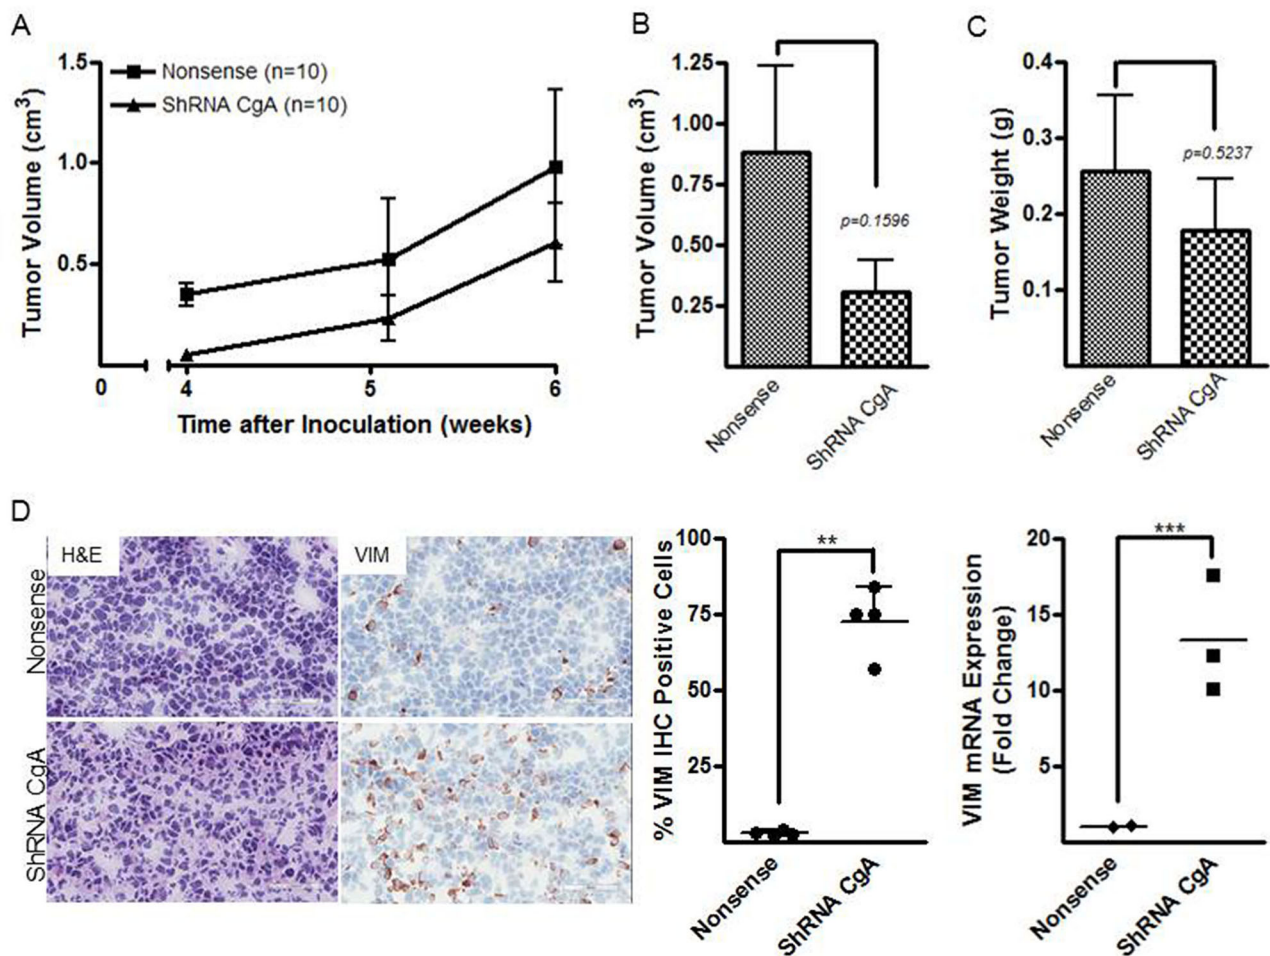 A
1.5
1.0
0.5
Tumor Volume (cm3)
Nonsense (n=10)
ShRNA CgA (n=10)
0
4
5
6
Time after Inoculation (weeks)
B
1.25
1.00
0.75
0.50
0.25
Tumor Volume (cm3)
p=0.1596
Nonsense
ShRNA CgA
C
0.4
0.3
0.2
0.1
Tumor Weight (g)
p=0.5237
Nonsense
ShRNA CgA
D
H&E
VIM
Nonsense
ShRNA CgA
100
75
50
25
% VIM IHC Positive Cells
**
Nonsense
ShRNA CgA
20
15
10
5
VIM mRNA Expression
(Fold Change)
***
Nonsense
ShRNA CgA